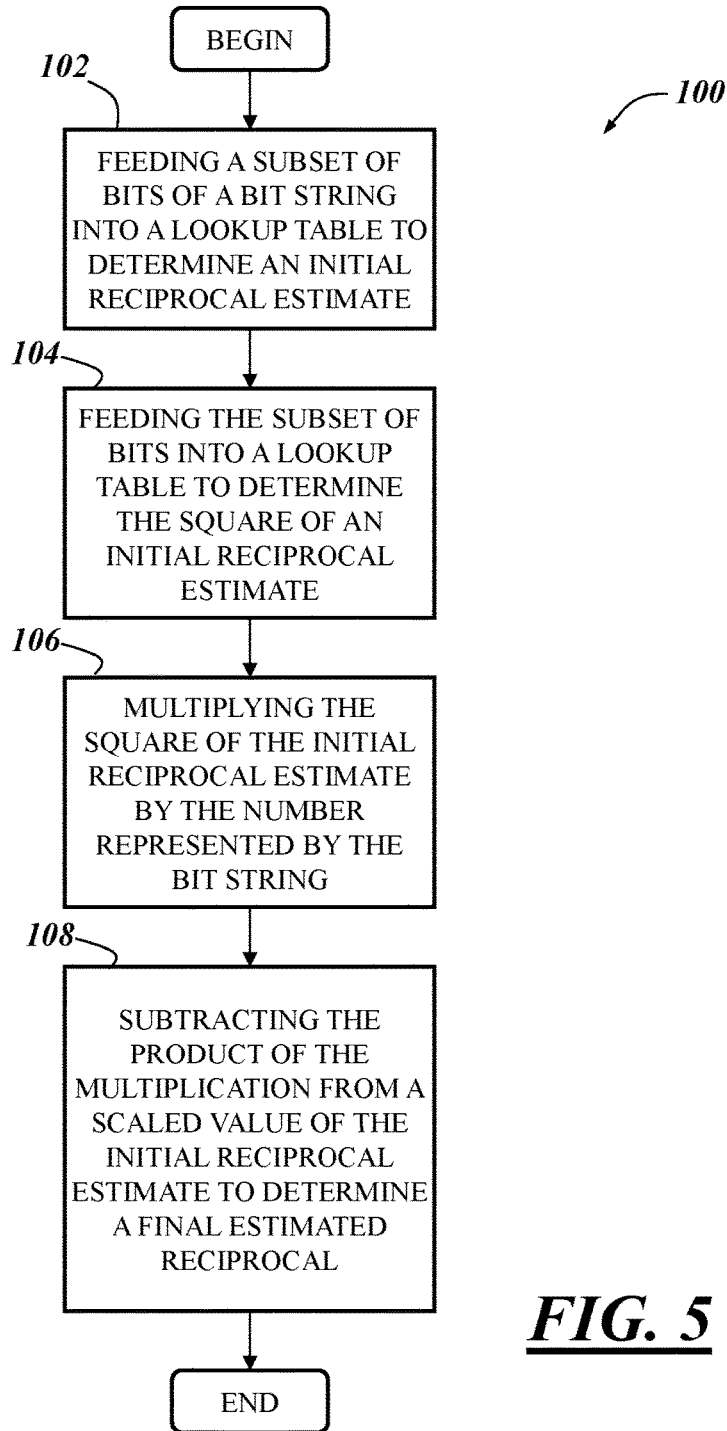 BEGIN
102
100
FEEDING A SUBSET OF
BITS OF A BIT STRING
INTO A LOOKUP TABLE TO
DETERMINE AN INITIAL
RECIPROCAL ESTIMATE
104
FEEDING THE SUBSET OF
BITS INTO A LOOKUP
TABLE TO DETERMINE
THE SQUARE OF AN
INITIAL RECIPROCAL
ESTIMATE
106
MULTIPLYING THE
SQUARE OF THE INITIAL
RECIPROCAL ESTIMATE
BY THE NUMBER
REPRESENTED BY THE
BIT STRING
108
SUBTRACTING THE
PRODUCT OF THE
MULTIPLICATION FROM A
SCALED VALUE OF THE
INITIAL RECIPROCAL
ESTIMATE TO DETERMINE
A FINAL ESTIMATED
RECIPROCAL
FIG. 5
END